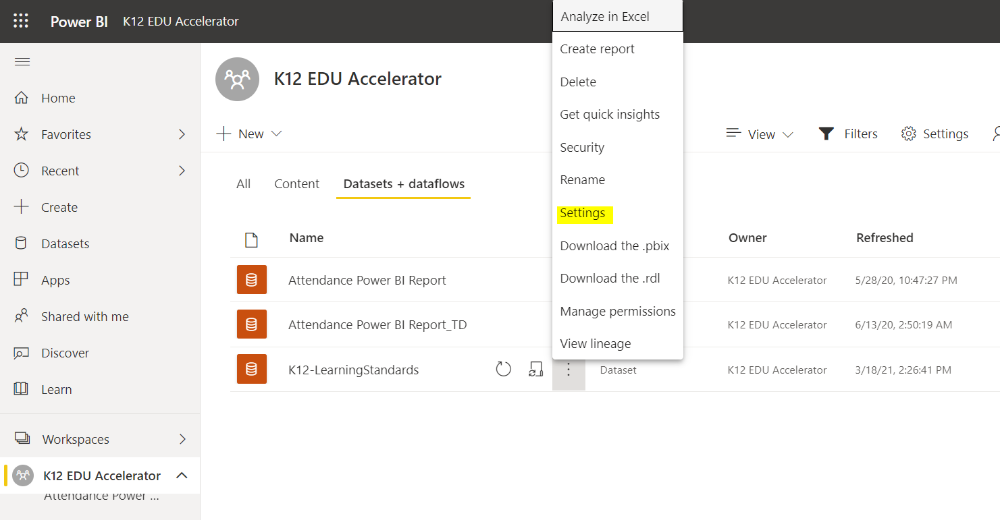 Power BI K12 EDU Accelerator
Home
Favorites
Recent
Create
Datasets
Apps
Shared with me
Discover
Learn
Workspaces
K12 EDU Accelerator
Attendance Power ...
K12 EDU Accelerator
New
View Filters Settings
All Content Datasets + dataflows
Name Owner Refreshed
Attendance Power BI Report K12 EDU Accelerator 5/28/20, 10:47:27 PM
Attendance Power BI Report_TD K12 EDU Accelerator 6/13/20, 2:50:19 AM
K12-LearningStandards Dataset K12 EDU Accelerator 3/18/21, 2:26:41 PM
Analyze in Excel
Create report
Delete
Get quick insights
Security
Rename
Settings
Download the .pbix
Download the .rdl
Manage permissions
View lineage